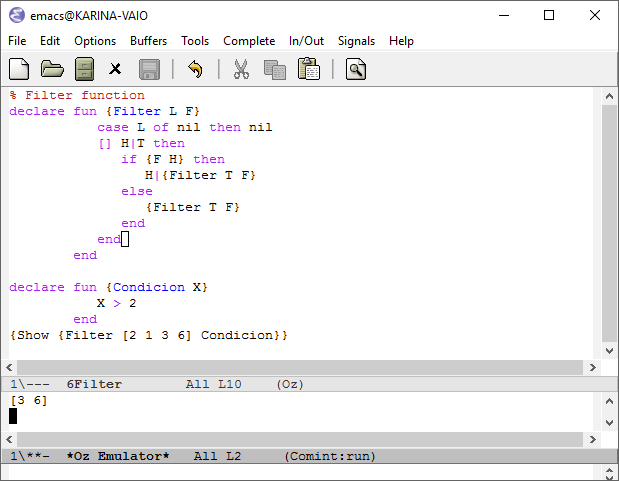 emacs@KARINA-VAIO
File Edit Options Buffers Tools Complete In/Out Signals Help
% Filter function
declare fun {Filter L F}
case L of nil then nil
[] H|T then
if {F H} then
H|{Filter T F}
else
{Filter T F}
end
end
end
declare fun {Condicion X}
X > 2
end
{Show {Filter [2 1 3 6] Condicion}}
1\--- 6Filter All L10 (Oz)
[3 6]
1\**- *Oz Emulator* All L2 (Comint:run)